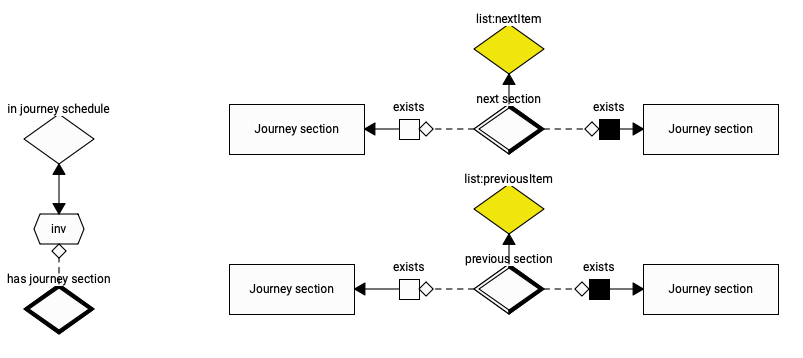 list:nextItem
in journey schedule
exists
next section
exists
Journey section
Journey section
list:previousItem
inv
has journey section
exists
previous section
exists
Journey section
Journey section